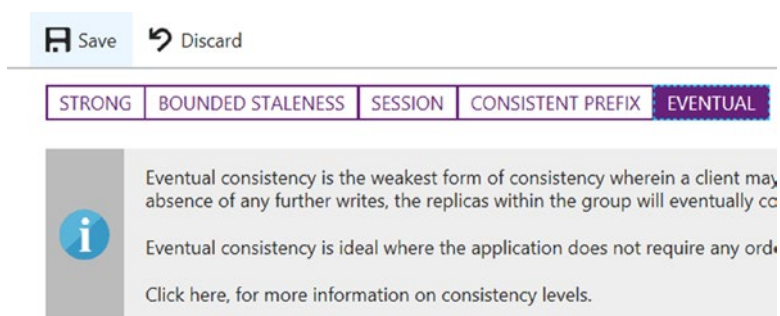 Save Discard
STRONG BOUNDED STALENESS SESSION CONSISTENT PREFIX EVENTUAL
Eventual consistency is the weakest form of consistency wherein a client may
absence of any further writes, the replicas within the group will eventually
Eventual consistency is ideal where the application does not require any
Click here, for more information on consistency levels.